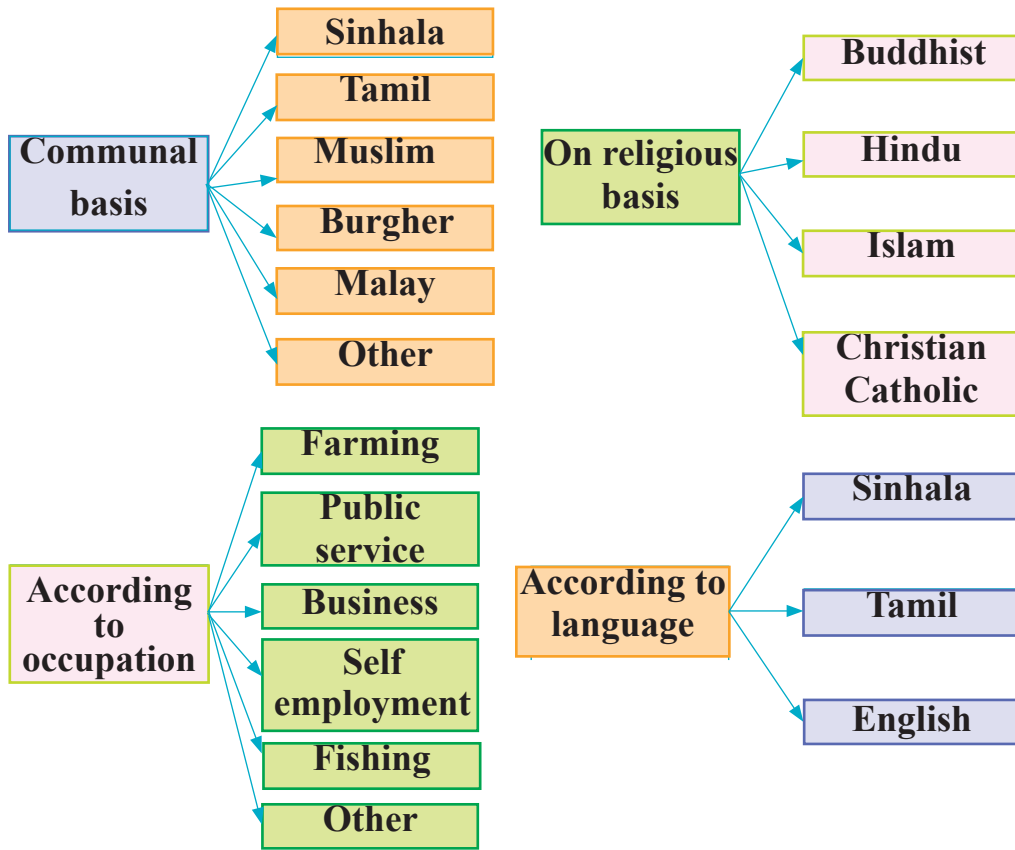 Communal
basis
Sinhala
Tamil
Muslim
Burgher
Malay
Other
On religious
basis
Buddhist
Hindu
Islam
Christian
Catholic
According
to
occupation
Farming
Public
service
Business
Self
employment
Fishing
Other
According to
language
Sinhala
Tamil
English